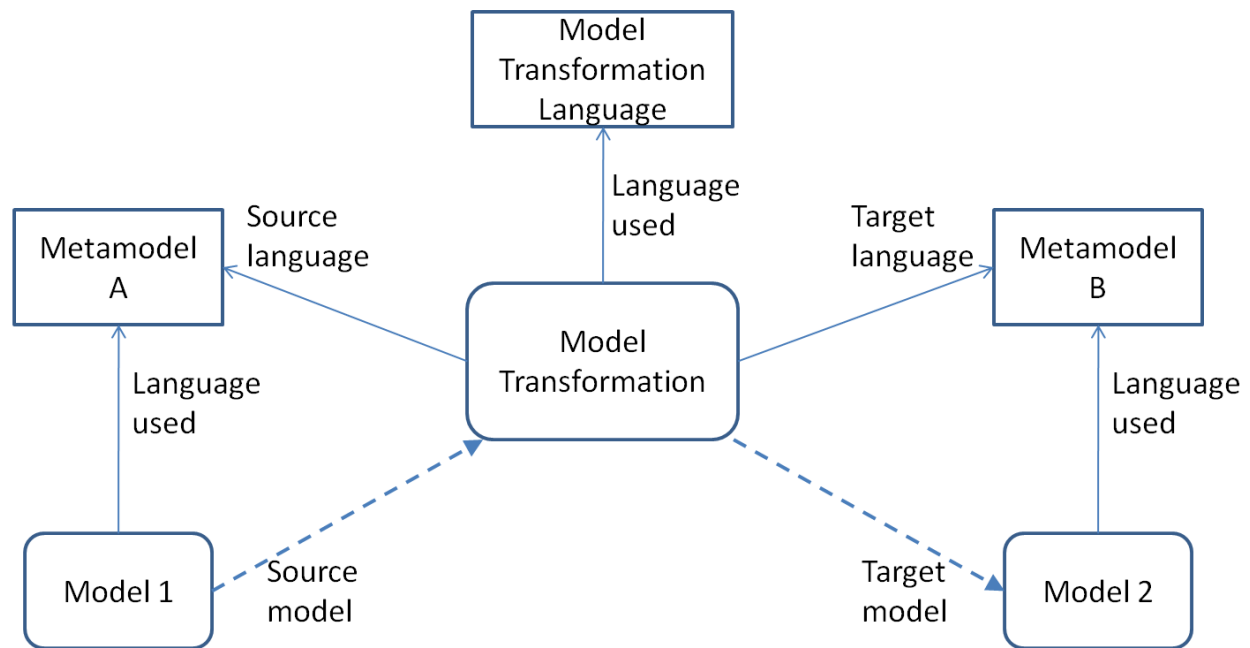 Model
Transformation
Language
Language
used
Source
language
Target
language
Metamodel
A
Metamodel
B
Model
Transformation
Language
used
Language
used
Source
model
Target
model
Model 1
Model 2